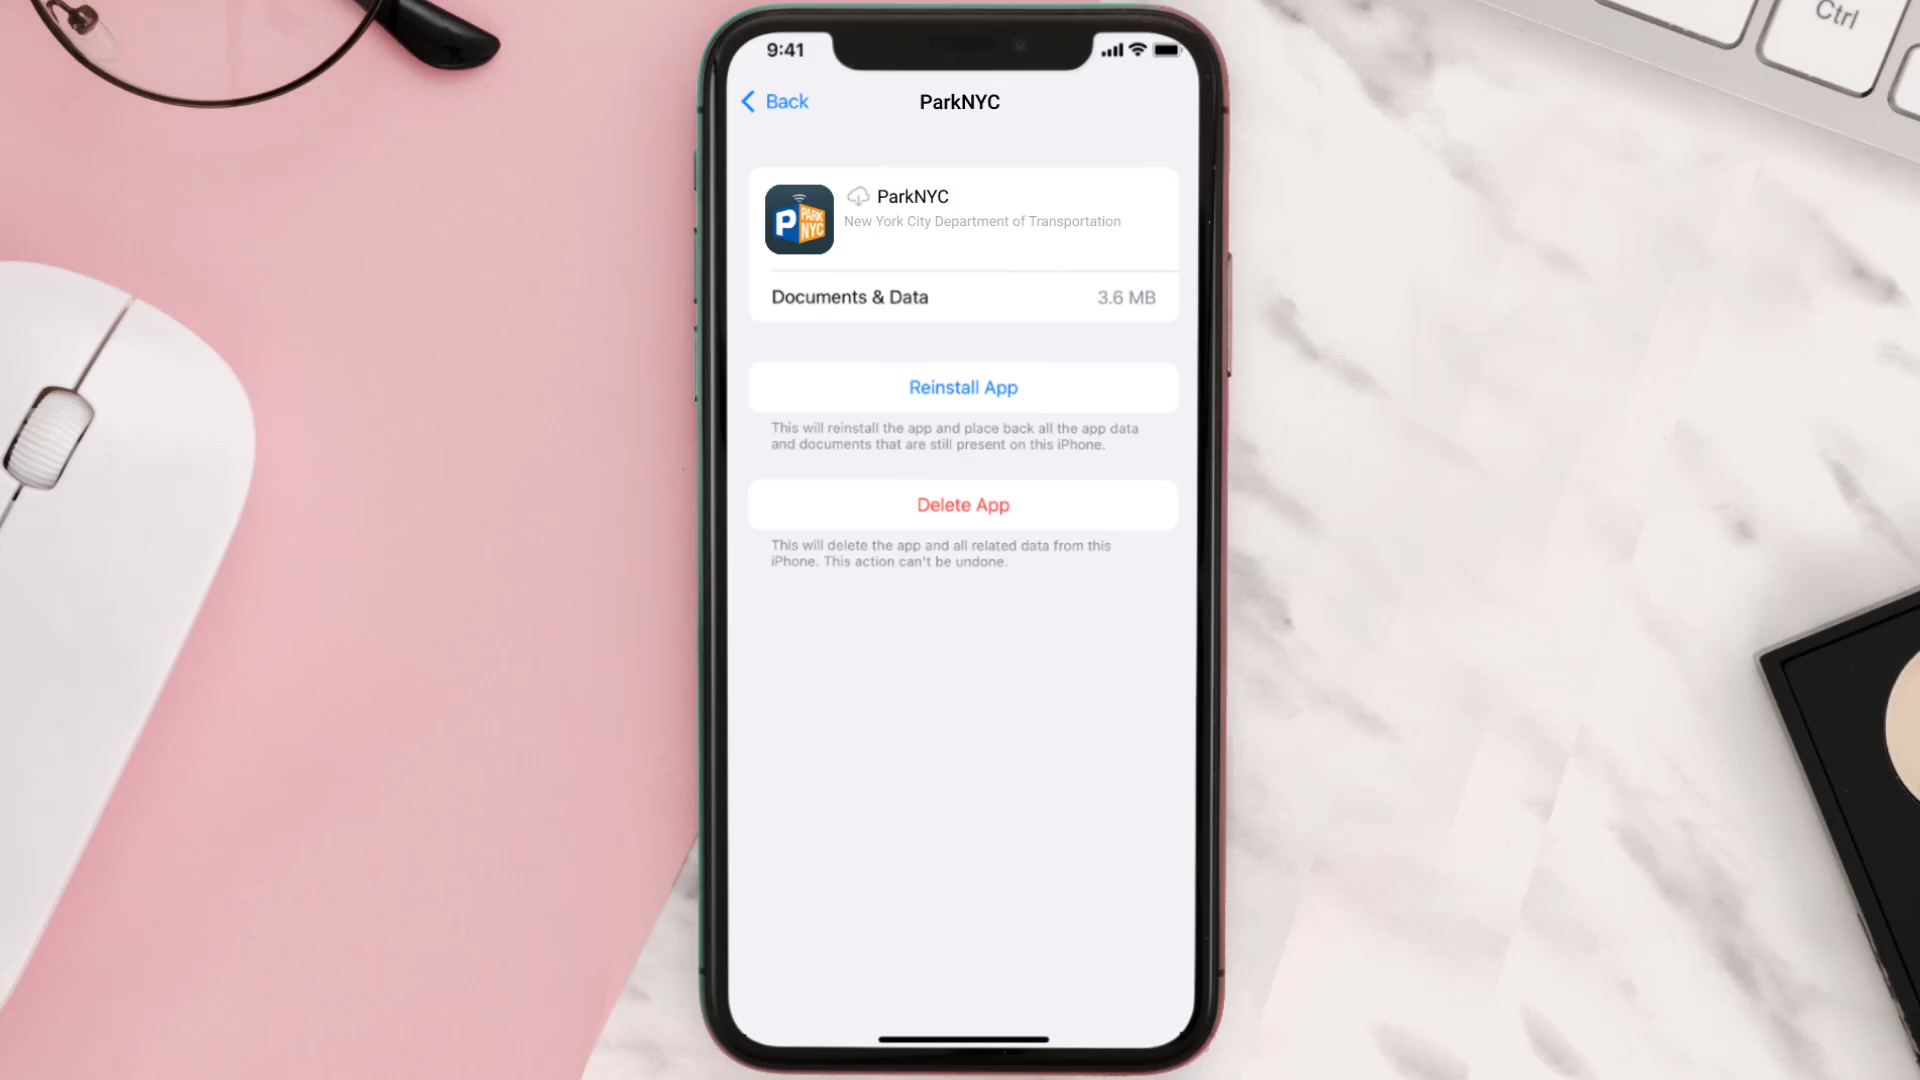 Ctrl
9:41
Back
ParkNYC
ParkNYC
New York City Department of Transportation
P PARK NYC
Documents & Data
3.6 MB
Reinstall App
This will reinstall the app and place back all the app data
and documents that are still present on this iPhone.
Delete App
This will delete the app and all related data from this
iPhone. This action can't be undone.